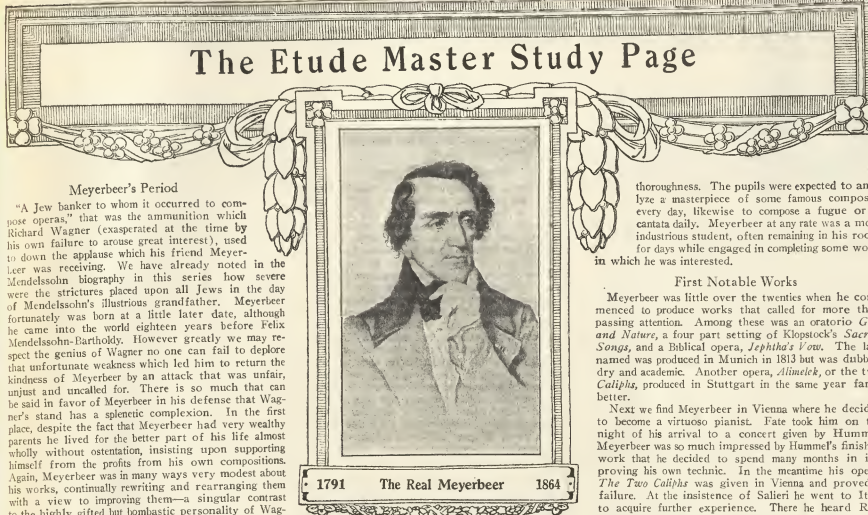 The Etude Master Study Page
Meyerbeer's Period
"A Jew banker to whom it occurred to com-
pose operas," that was the ammunition which
Richard Wagner (exasperated at the time by
his own failure to arouse great interest), used
to down the applause which his friend Meyer-
beer was receiving. We have already noted in the
Mendelssohn biography in this series how severe
were the strictures placed upon all Jews in the day
of Mendelssohn's illustrious grandfather. Meyerbeer
fortunately was born at a little later date, although
he came into the world eighteen years before Felix
Mendelssohn-Bartholdy. However greatly we may re-
spect the genius of Wagner no one can fail to deplore
that unfortunate weakness which led him to return the
kindness of Meyerbeer by an attack that was unfair,
unjust and uncalled for. There is so much that can
be said in favor of Meyerbeer in his defense that Wag-
ner's stand has a splenetic complexion. In the first
place, despite the fact that Meyerbeer had very wealthy
parents he lived for the better part of his life almost
wholly without ostentation, insisting upon supporting
himself from the profits from his own compositions.
Again, Meyerbeer was in many ways very modest about
his works, continually rewriting and rearranging them
with a view to improving them—a singular contrast
to the highly gifted but bombastic personality of Wag-
1791 The Real Meyerbeer 1864
thoroughness. The pupils were expected to an
lyze a masterpiece of some famous compos
every day, likewise to compose a fugue or
cantata daily. Meyerbeer at any rate was a mo
industrious student, often remaining in his roo
for days while engaged in completing some wo
in which he was interested.
First Notable Works
Meyerbeer was little over the twenties when he co
menced to produce works that called for more th
passing attention. Among these was an oratorio G
and Nature, a four part setting of Klopstock's Sacr
Songs, and a Biblical opera, Jephtha's Vow. The la
named was produced in Munich in 1813 but was dubb
dry and academic. Another opera, Alimelek, or the t
Caliphs, produced in Stuttgart in the same year far
better.
Next we find Meyerbeer in Vienna where he decid
to become a virtuoso pianist. Fate took him on t
night of his arrival to a concert given by Humm
Meyerbeer was so much impressed by Hummel's finish
work that he decided to spend many months in i
proving his own technic. In the meantime his ope
The Two Caliphs was given in Vienna and proved
failure. At the insistence of Salieri he went to It
to acquire further experience. There he heard It